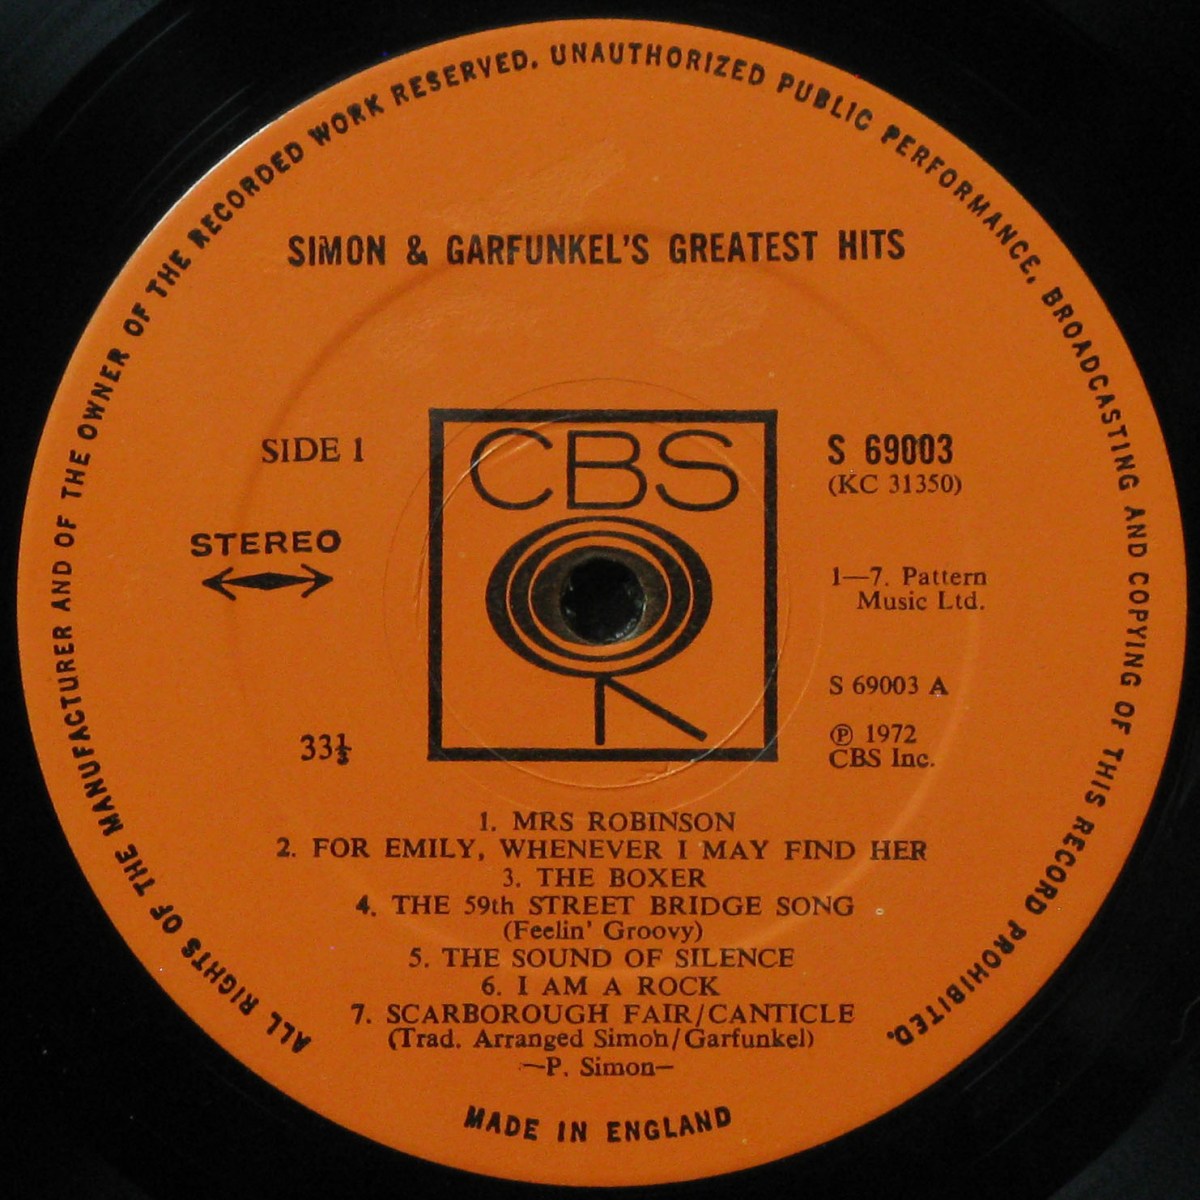 ALL RIGHTS OF THE MANUFACTURER AND OF THE OWNER OF THE RECORDED WORK RESERVED. UNAUTHORIZED PUBLIC PERFORMANCE, BROADCASTING AND COPYING OF THIS RECORD PROHIBITED.
SIMON & GARFUNKEL'S GREATEST HITS
SIDE 1
STEREO
33⅓
CBS
S 69003
(KC 31350)
1—7. Pattern
Music Ltd.
S 69003 A
℗ 1972
CBS Inc.
1. MRS ROBINSON
2. FOR EMILY, WHENEVER I MAY FIND HER
3. THE BOXER
4. THE 59th STREET BRIDGE SONG
(Feelin' Groovy)
5. THE SOUND OF SILENCE
6. I AM A ROCK
7. SCARBOROUGH FAIR/CANTICLE
(Trad. Arranged Simon/Garfunkel)
—P. Simon—
MADE IN ENGLAND